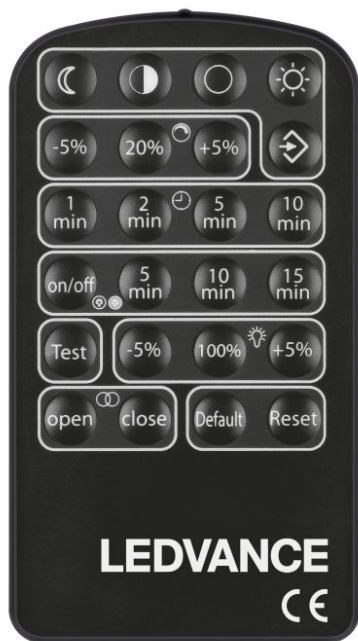 -5% 20% +5%
1 min 2 min 5 min 10 min
on/off 5 min 10 min 15 min
Test -5% 100% +5%
open close Default Reset
LEDVANCE
CE